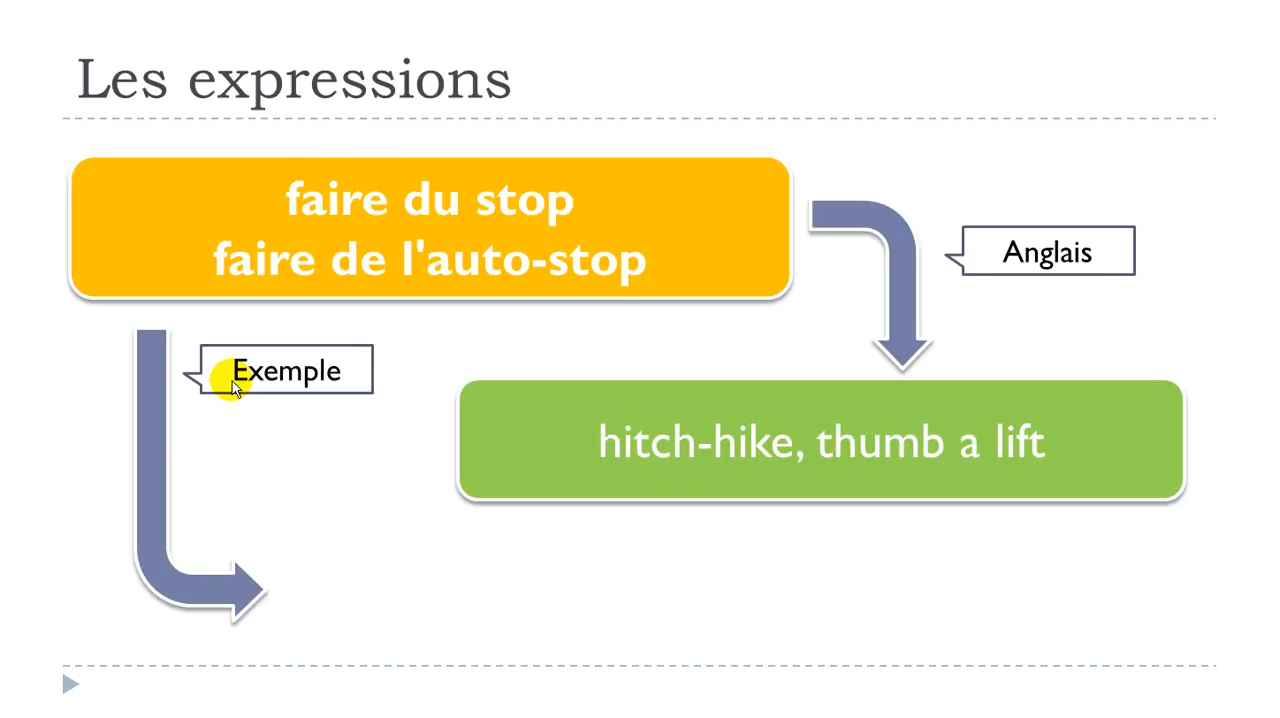 Les expressions
faire du stop
faire de l'auto-stop
Anglais
Exemple
hitch-hike, thumb a lift